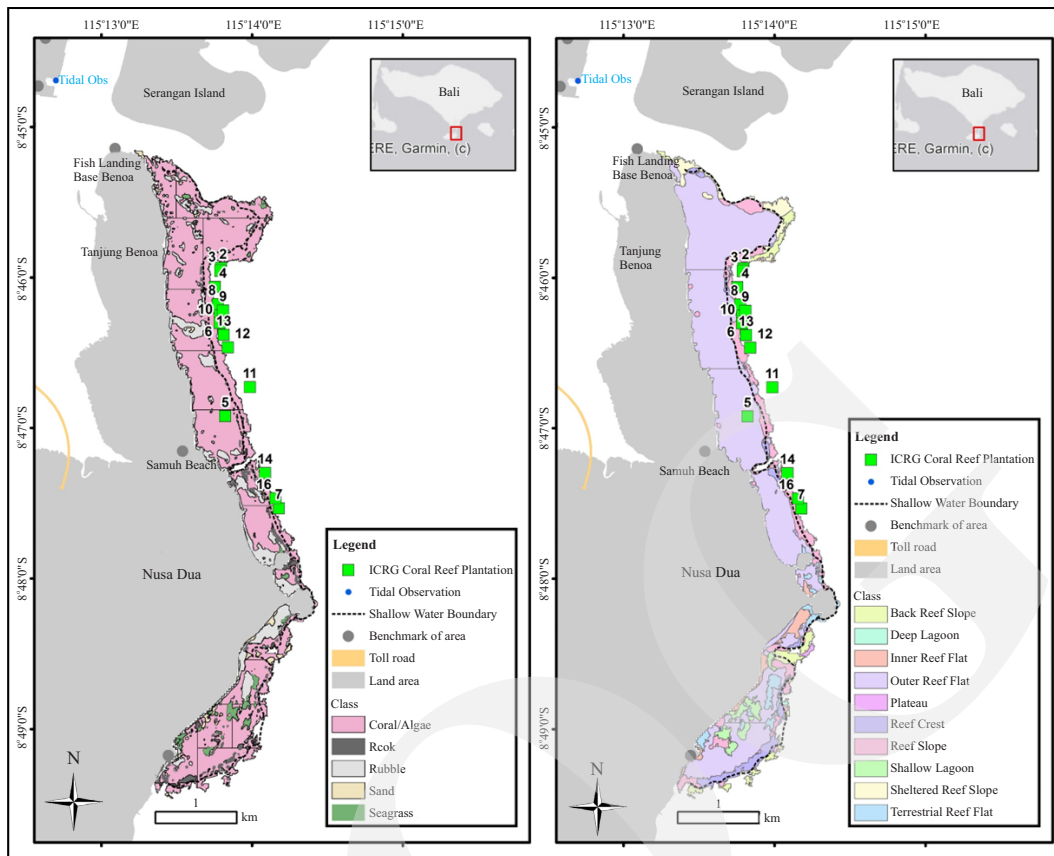 115°13'0"E 115°14'0"E 115°15'0"E
8°45'0"S
8°46'0"S
8°47'0"S
8°48'0"S
8°49'0"S
Tidal Obs
Serangan Island
Bali
ERE, Garmin, (c)
Fish Landing
Base Benoa
Tanjung Benoa
3 2
4
8
9
10
13
6 12
11
5
Samuh Beach
14
16
7
Nusa Dua
N
1
km
Legend
ICRG Coral Reef Plantation
Tidal Observation
Shallow Water Boundary
Benchmark of area
Toll road
Land area
Class
Coral/Algae
Rcok
Rubble
Sand
Seagrass
115°13'0"E 115°14'0"E 115°15'0"E
8°45'0"S
8°46'0"S
8°47'0"S
8°48'0"S
8°49'0"S
Tidal Obs
Serangan Island
Bali
ERE, Garmin, (c)
Fish Landing
Base Benoa
Tanjung
Benoa
3 2
4
8
9
10
13
6 12
11
5
Samuh Beach
14
16
7
Nusa Dua
N
1
km
Legend
ICRG Coral Reef Plantation
Tidal Observation
Shallow Water Boundary
Benchmark of area
Toll road
Land area
Class
Back Reef Slope
Deep Lagoon
Inner Reef Flat
Outer Reef Flat
Plateau
Reef Crest
Reef Slope
Shallow Lagoon
Sheltered Reef Slope
Terrestrial Reef Flat